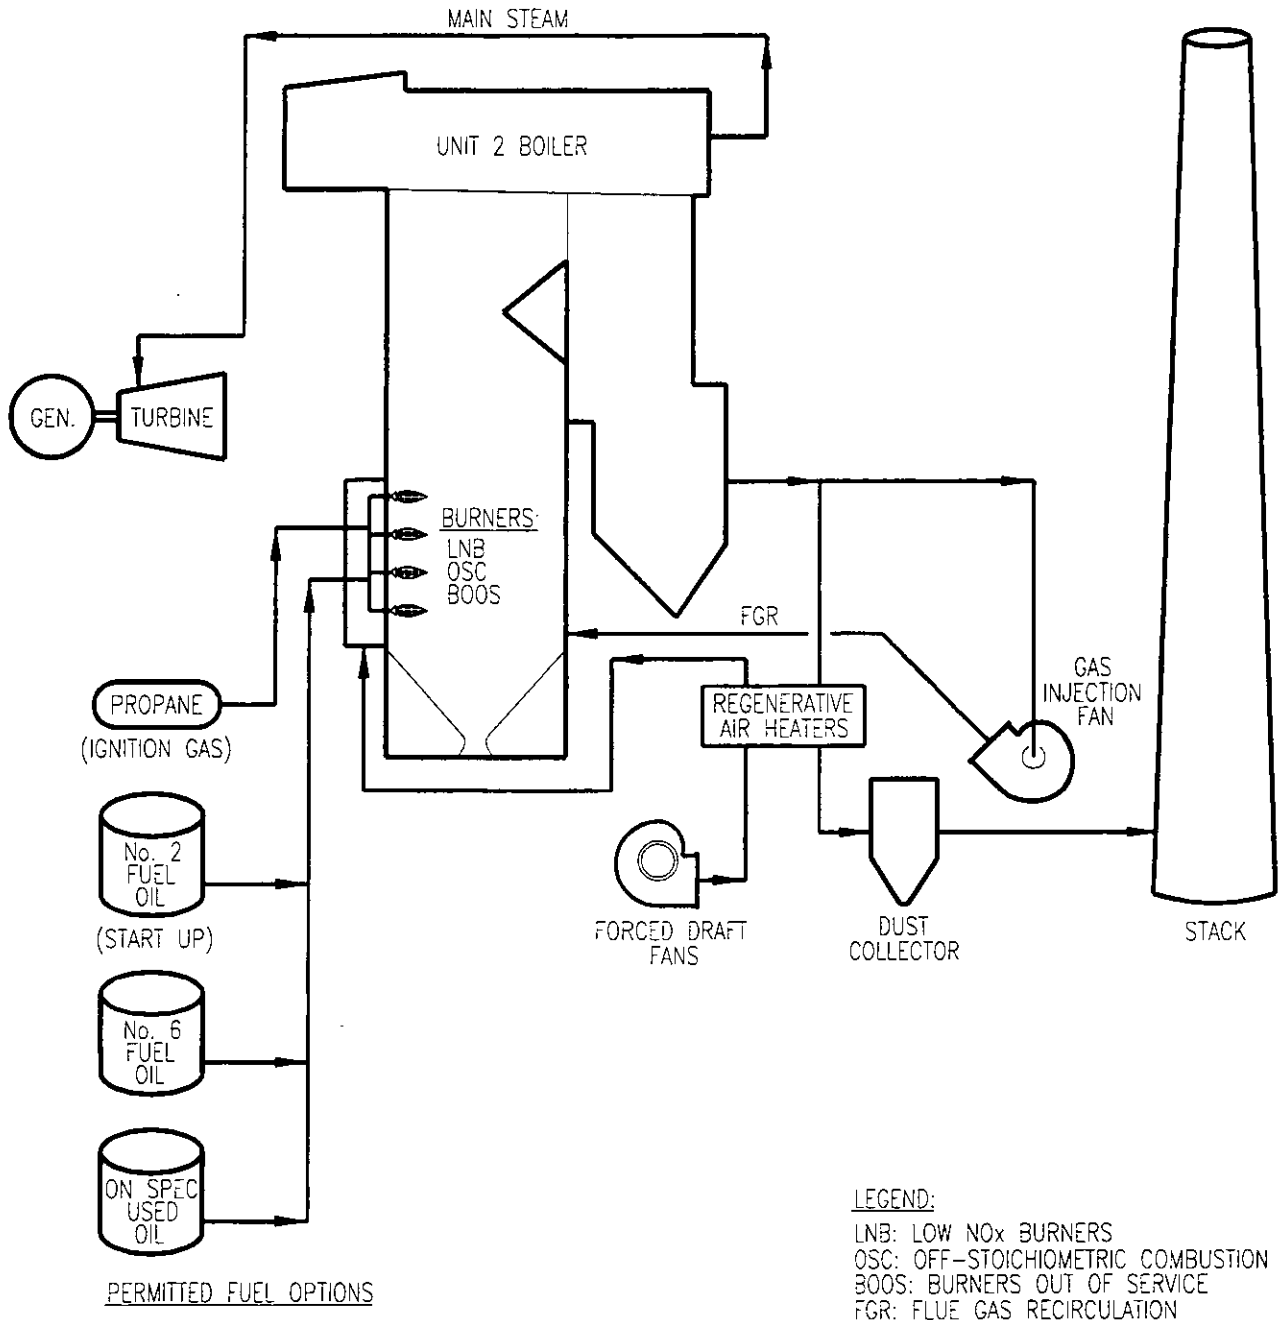 MAIN STEAM
UNIT 2 BOILER
GEN.
TURBINE
BURNERS:
LNB
OSC
BOOS
FGR
PROPANE
(IGNITION GAS)
REGENERATIVE
AIR HEATERS
GAS
INJECTION
FAN
No. 2
FUEL
OIL
(START UP)
FORCED DRAFT
FANS
DUST
COLLECTOR
STACK
No. 6
FUEL
OIL
ON SPEC
USED
OIL
PERMITTED FUEL OPTIONS
LEGEND:
LNB: LOW NOx BURNERS
OSC: OFF-STOICHIOMETRIC COMBUSTION
BOOS: BURNERS OUT OF SERVICE
FGR: FLUE GAS RECIRCULATION